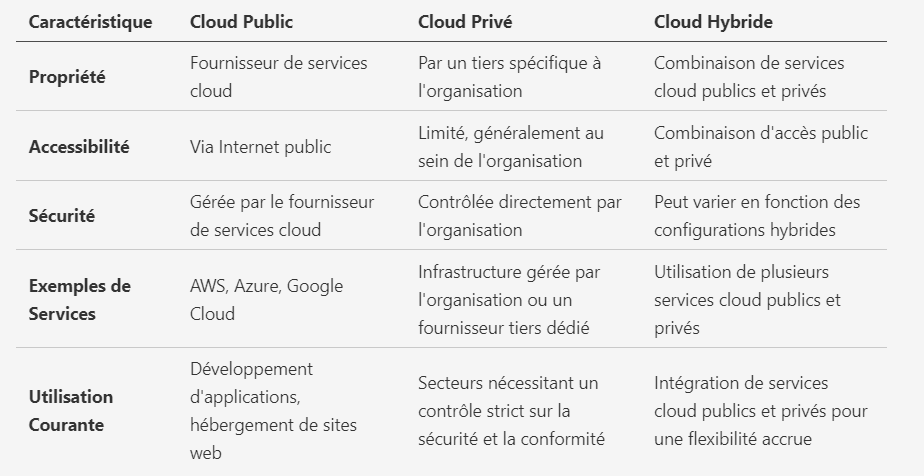 Caractéristique Cloud Public Cloud Privé Cloud Hybride
Propriété
Fournisseur de services
cloud
Par un tiers spécifique à
l'organisation
Combinaison de services
cloud publics et privés
Accessibilité
Via Internet public
Limité, généralement au
sein de l'organisation
Combinaison d'accès public
et privé
Sécurité
Gérée par le fournisseur
de services cloud
Contrôlée directement par
l'organisation
Peut varier en fonction des
configurations hybrides
Exemples de
Services
AWS, Azure, Google
Cloud
Infrastructure gérée par
l'organisation ou un
fournisseur tiers dédié
Utilisation de plusieurs
services cloud publics et
privés
Utilisation
Courante
Développement
d'applications,
hébergement de sites
web
Secteurs nécessitant un
contrôle strict sur la
sécurité et la conformité
Intégration de services
cloud publics et privés pour
une flexibilité accrue